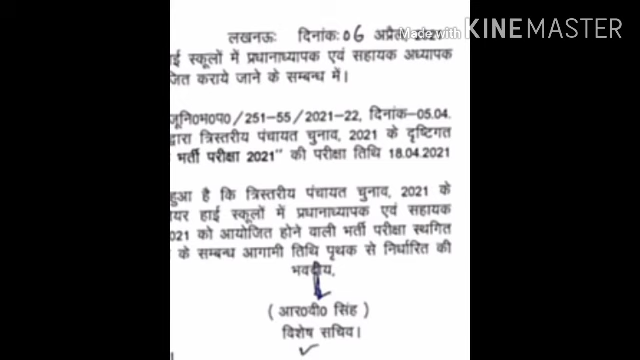 लखनऊः दिनांकः06 अप्रैल
Made with
KINEMASTER
हाई स्कूलों में प्रधानाध्यापक एवं सहायक अध्यापक
जित कराये जाने के सम्बन्ध में।
जूनि0भ0प0/251-55/2021-22, दिनांक-05.04.
द्वारा त्रिस्तरीय पंचायत चुनाव, 2021 के दृष्टिगत
भर्ती परीक्षा 2021" की परीक्षा तिथि 18.04.2021
हुआ है कि त्रिस्तरीय पंचायत चुनाव, 2021 के
यर हाई स्कूलों में प्रधानाध्यापक एवं सहायक
021 को आयोजित होने वाली भर्ती परीक्षा स्थगित
के सम्बन्ध आगामी तिथि पृथक से निर्धारित की
भवदीय,
( आर0वी0 सिंह )
विशेष सचिव।